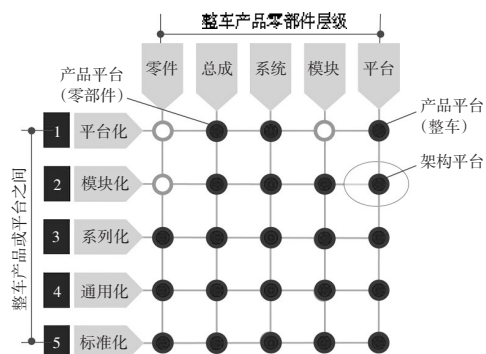 整车产品零部件层级
零件
总成
系统
模块
平台
产品平台
（零部件）
产品平台
（整车）
架构平台
整车产品或平台之间
1 平台化
2 模块化
3 系列化
4 通用化
5 标准化